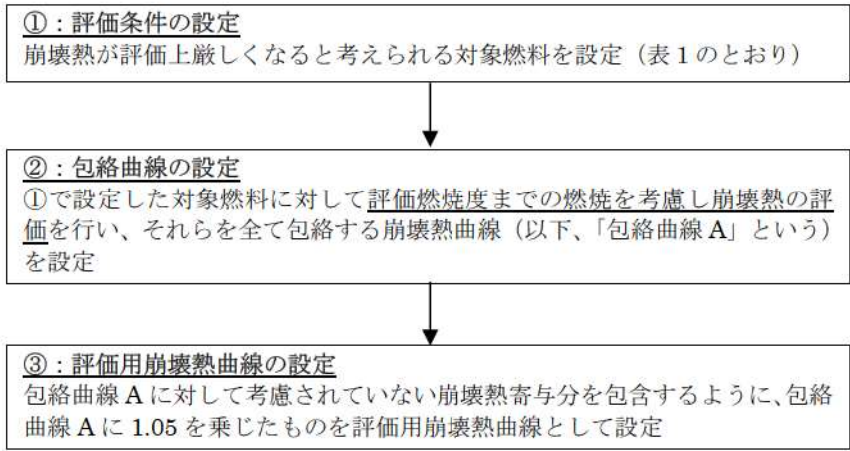 ①：評価条件の設定
崩壊熱が評価上厳しくなると考えられる対象燃料を設定（表 1 のとおり）
②：包絡曲線の設定
①で設定した対象燃料に対して評価燃焼度までの燃焼を考慮し崩壊熱の評
価を行い、それらを全て包絡する崩壊熱曲線（以下、「包絡曲線 A」という）
を設定
③：評価用崩壊熱曲線の設定
包絡曲線 A に対して考慮されていない崩壊熱寄与分を包含するように、包絡
曲線 A に 1.05 を乗じたものを評価用崩壊熱曲線として設定